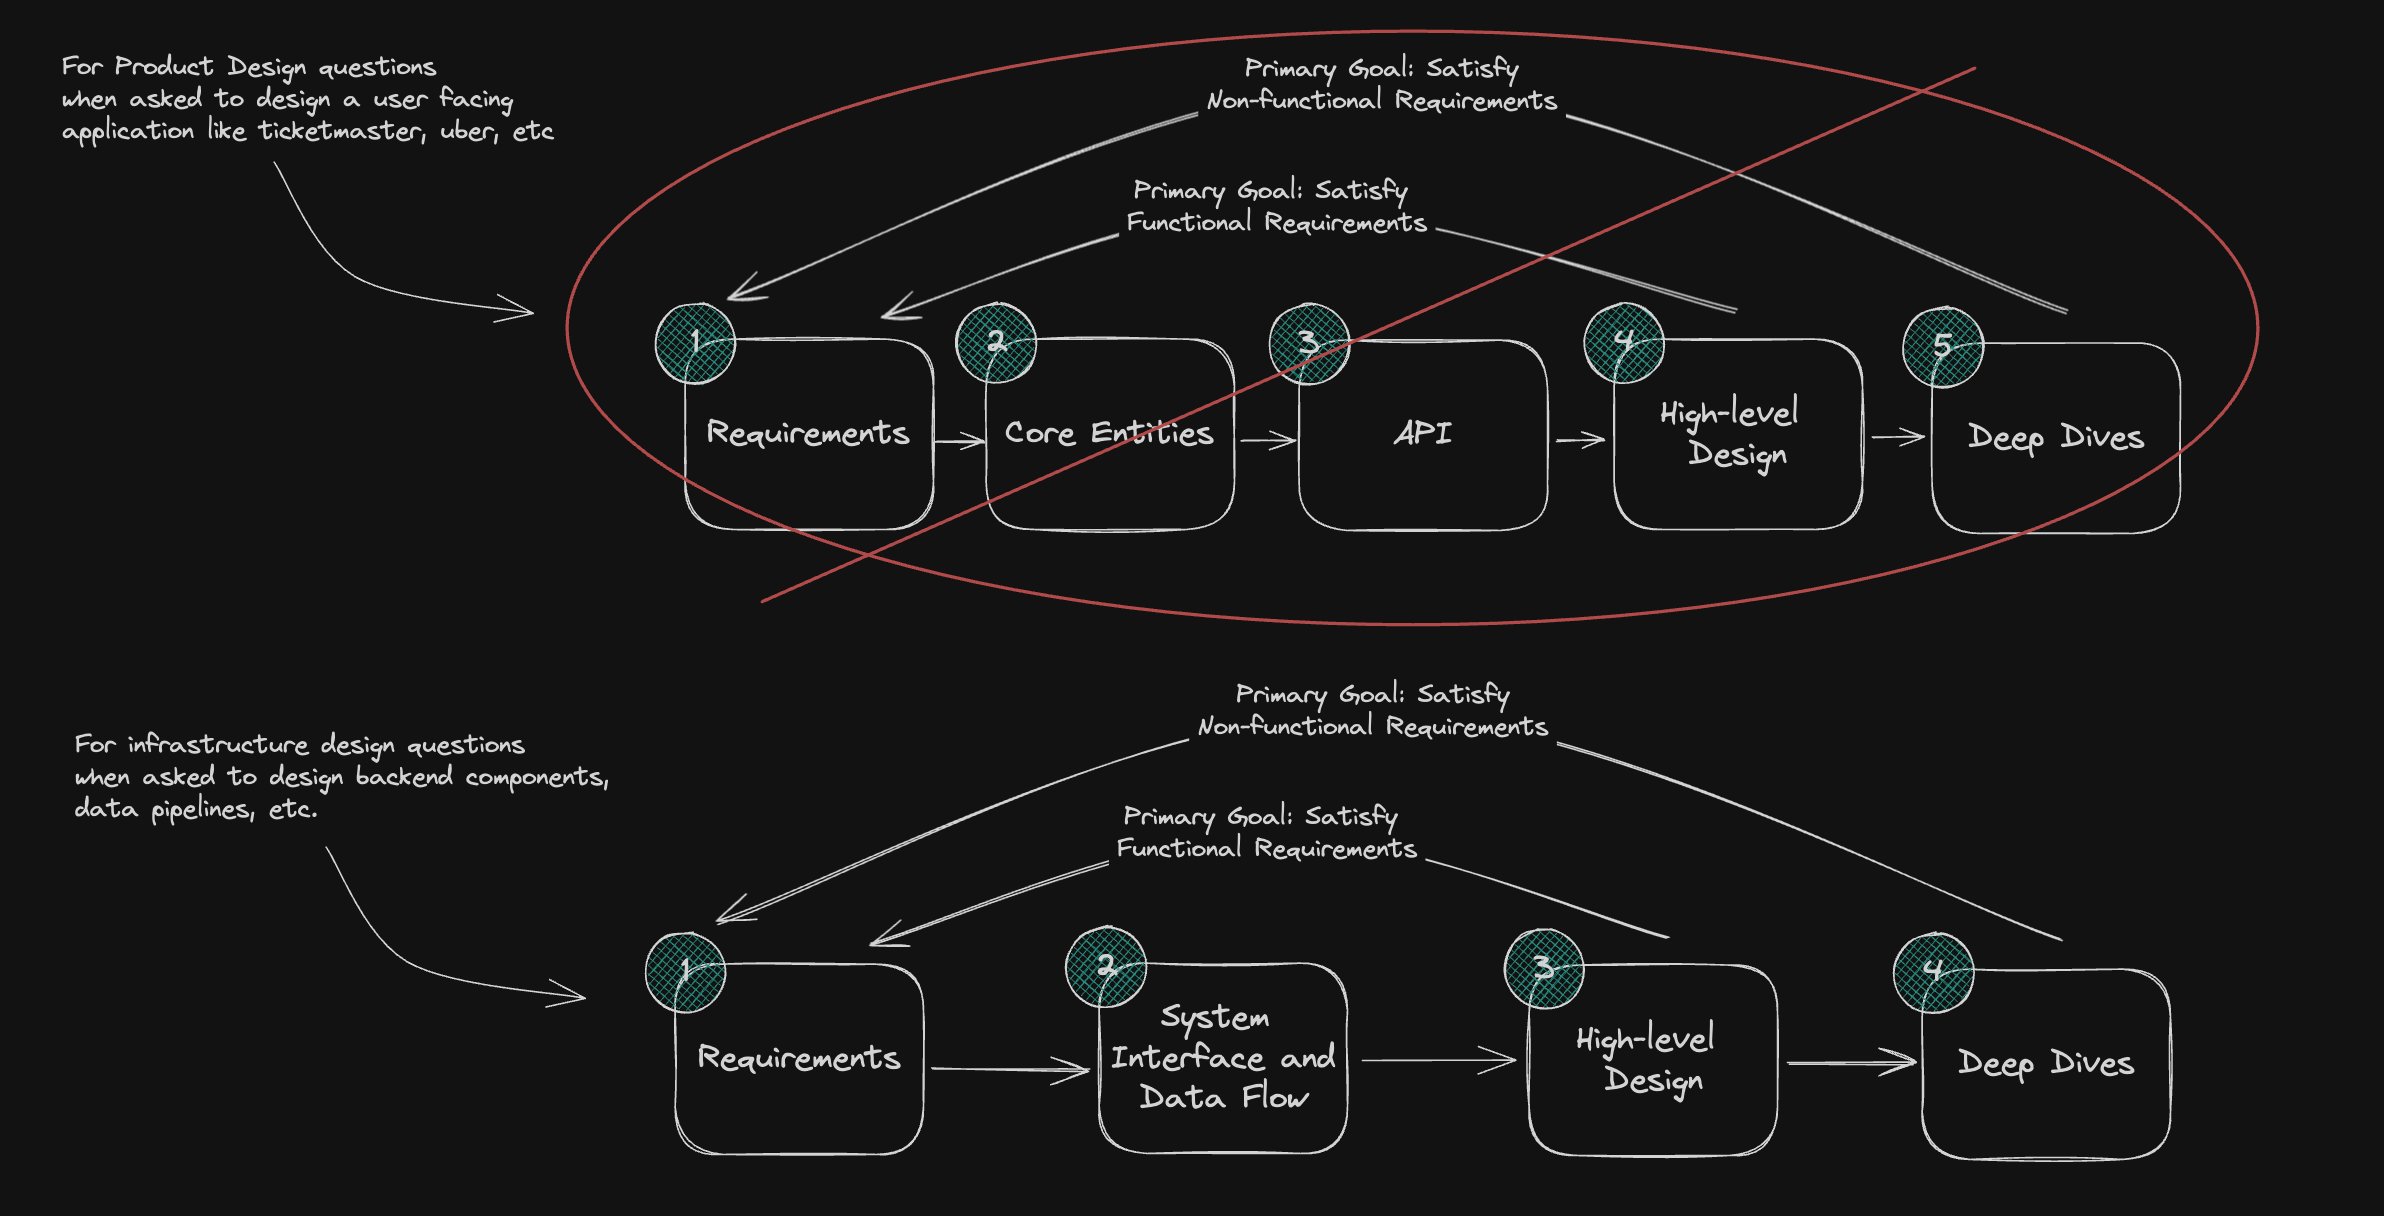 For Product Design questions
when asked to design a user facing
application like ticketmaster, uber, etc
Primary Goal: Satisfy
Non-functional Requirements
Primary Goal: Satisfy
Functional Requirements
1
Requirements
2
Core Entities
3
API
4
High-level
Design
5
Deep Dives
For infrastructure design questions
when asked to design backend components,
data pipelines, etc.
Primary Goal: Satisfy
Non-functional Requirements
Primary Goal: Satisfy
Functional Requirements
1
Requirements
2
System
Interface and
Data Flow
3
High-level
Design
4
Deep Dives